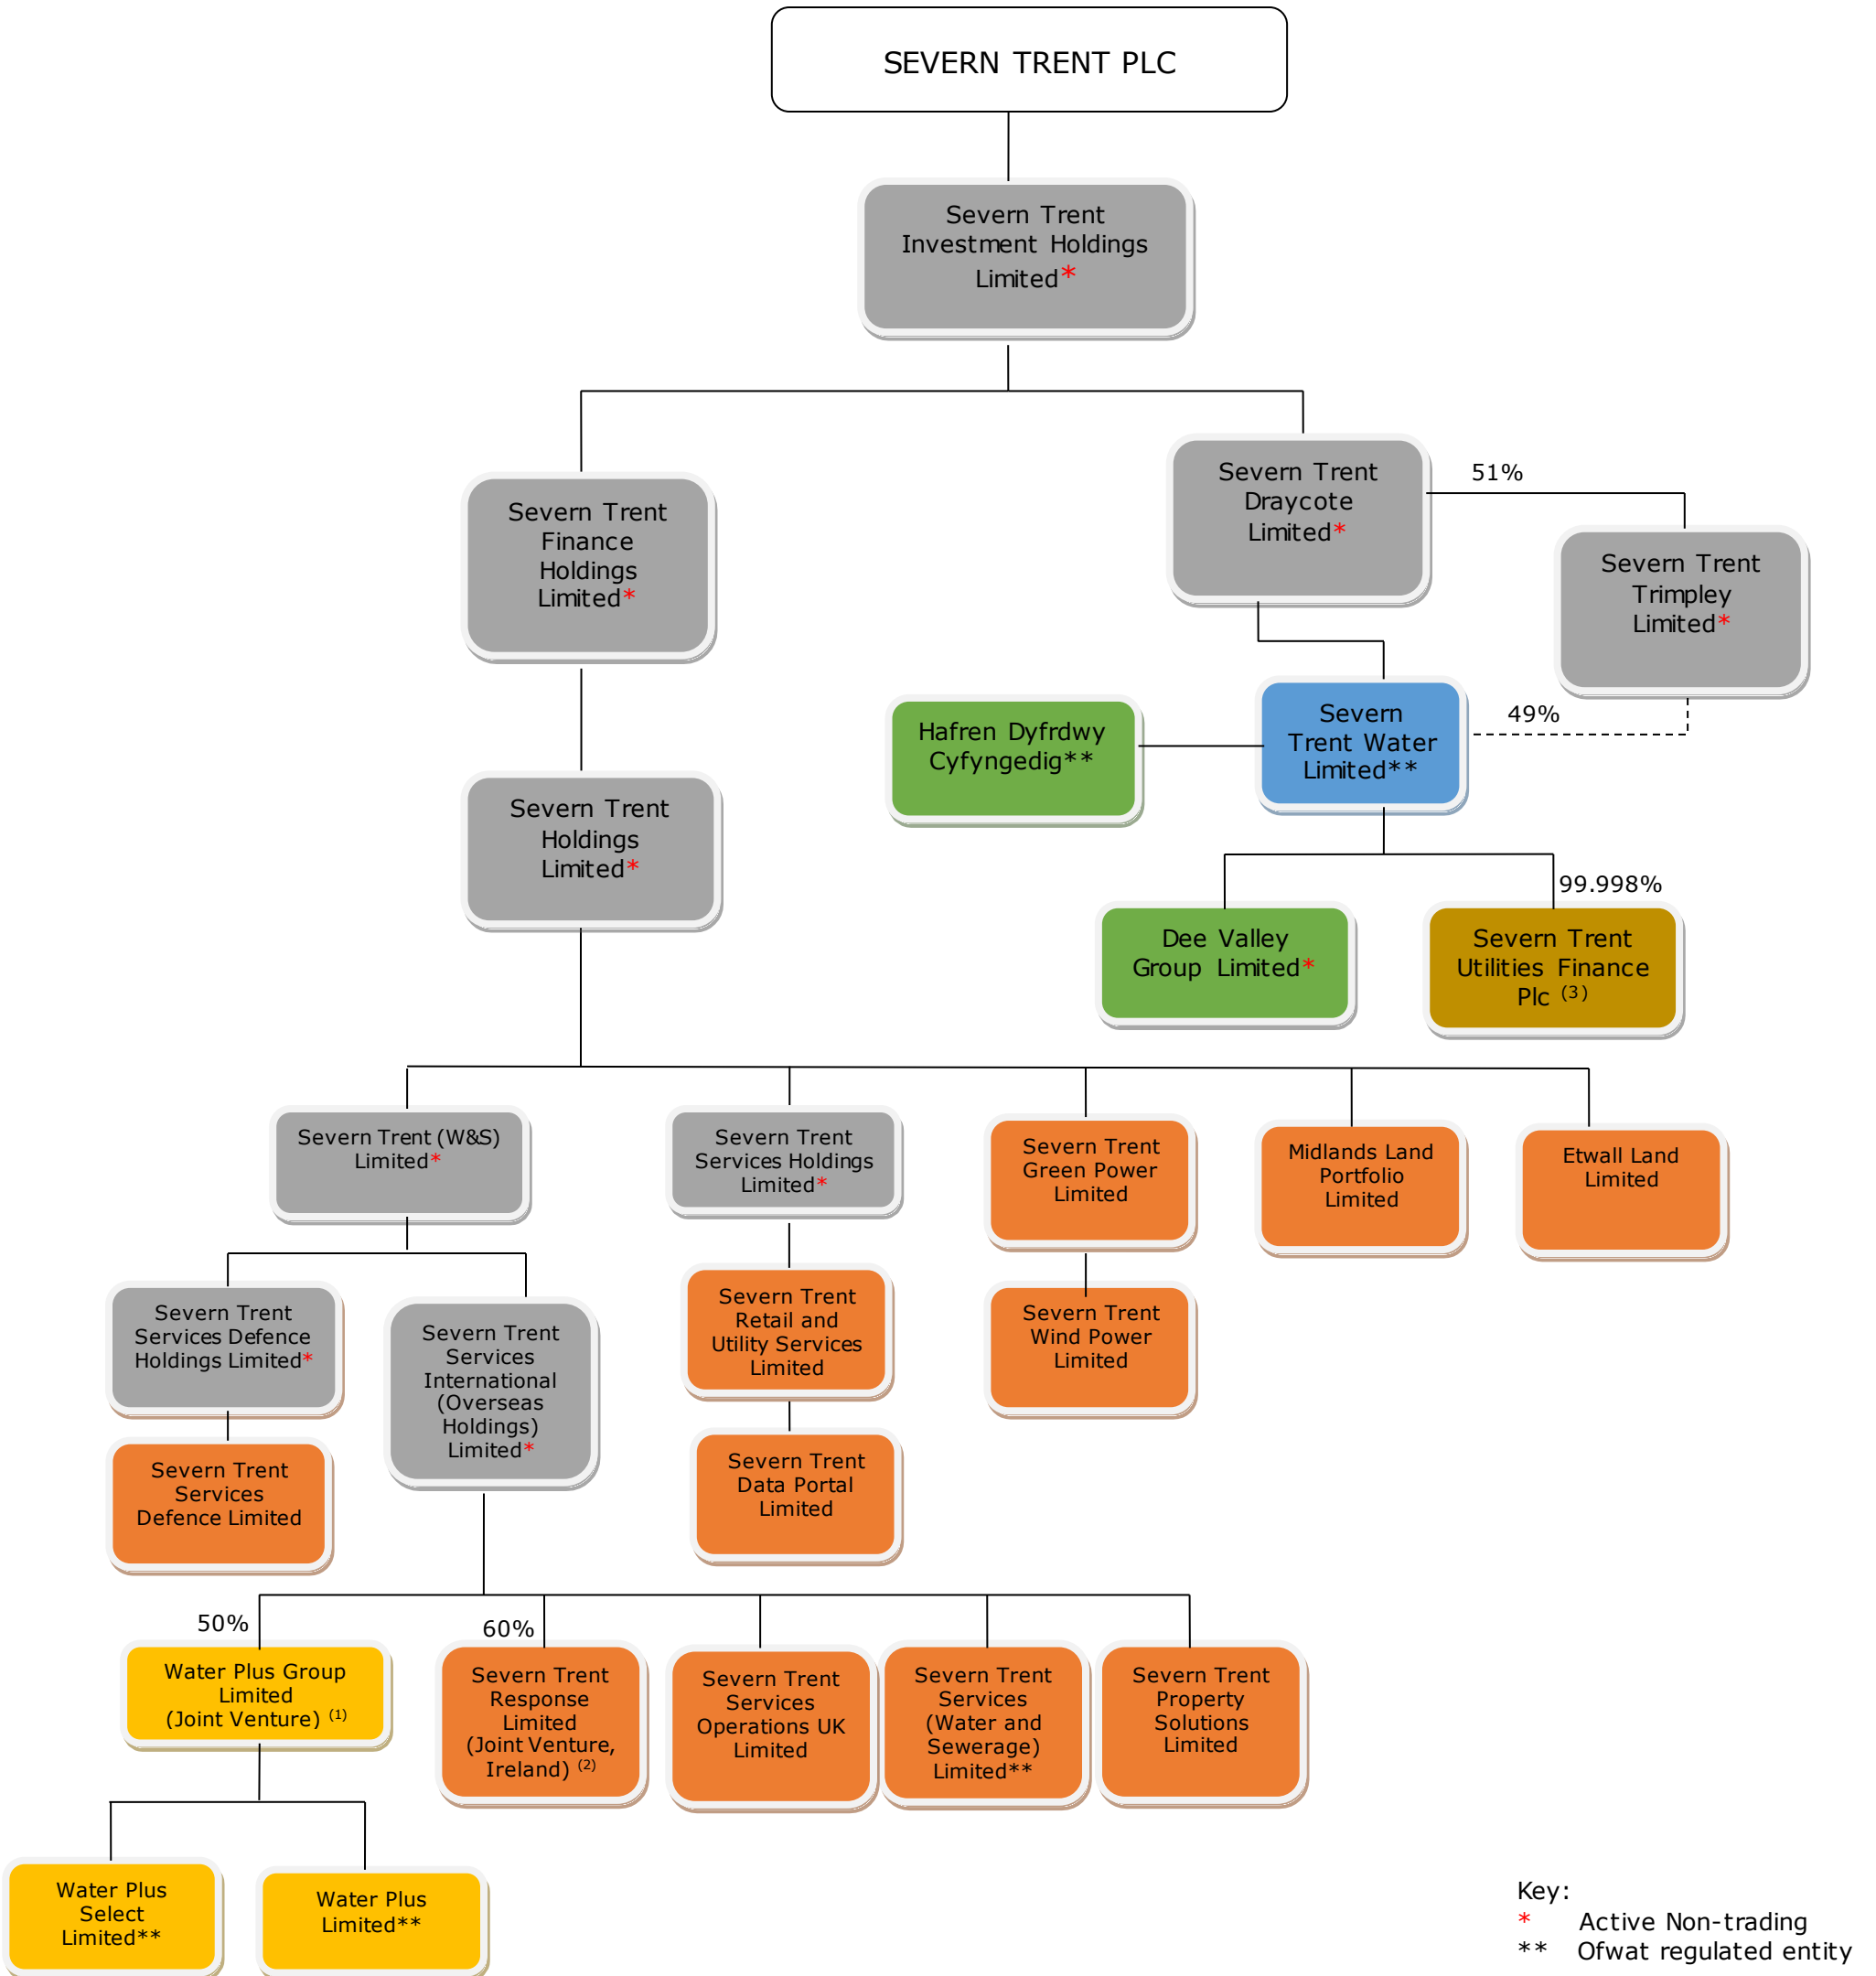 SEVERN TRENT PLC
Severn Trent
Investment Holdings
Limited*
Severn Trent
Finance
Holdings
Limited*
Severn Trent
Draycote
Limited*
51%
Severn Trent
Trimpley
Limited*
Hafren Dyfrdwy
Cyfyngedig**
Severn
Trent Water
Limited**
49%
Severn Trent
Holdings
Limited*
99.998%
Dee Valley
Group Limited*
Severn Trent
Utilities Finance
Plc (3)
Severn Trent (W&S)
Limited*
Severn Trent
Services Holdings
Limited*
Severn Trent
Green Power
Limited
Midlands Land
Portfolio
Limited
Etwall Land
Limited
Severn Trent
Services Defence
Holdings Limited*
Severn Trent
Services
International
(Overseas
Holdings)
Limited*
Severn Trent
Retail and
Utility Services
Limited
Severn Trent
Wind Power
Limited
Severn Trent
Services
Defence Limited
Severn Trent
Data Portal
Limited
50%
Water Plus Group
Limited
(Joint Venture) (1)
60%
Severn Trent
Response
Limited
(Joint Venture,
Ireland) (2)
Severn Trent
Services
Operations UK
Limited
Severn Trent
Services
(Water and
Sewerage)
Limited**
Severn Trent
Property
Solutions
Limited
Water Plus
Select
Limited**
Water Plus
Limited**
Key:
* Active Non-trading
** Ofwat regulated entity